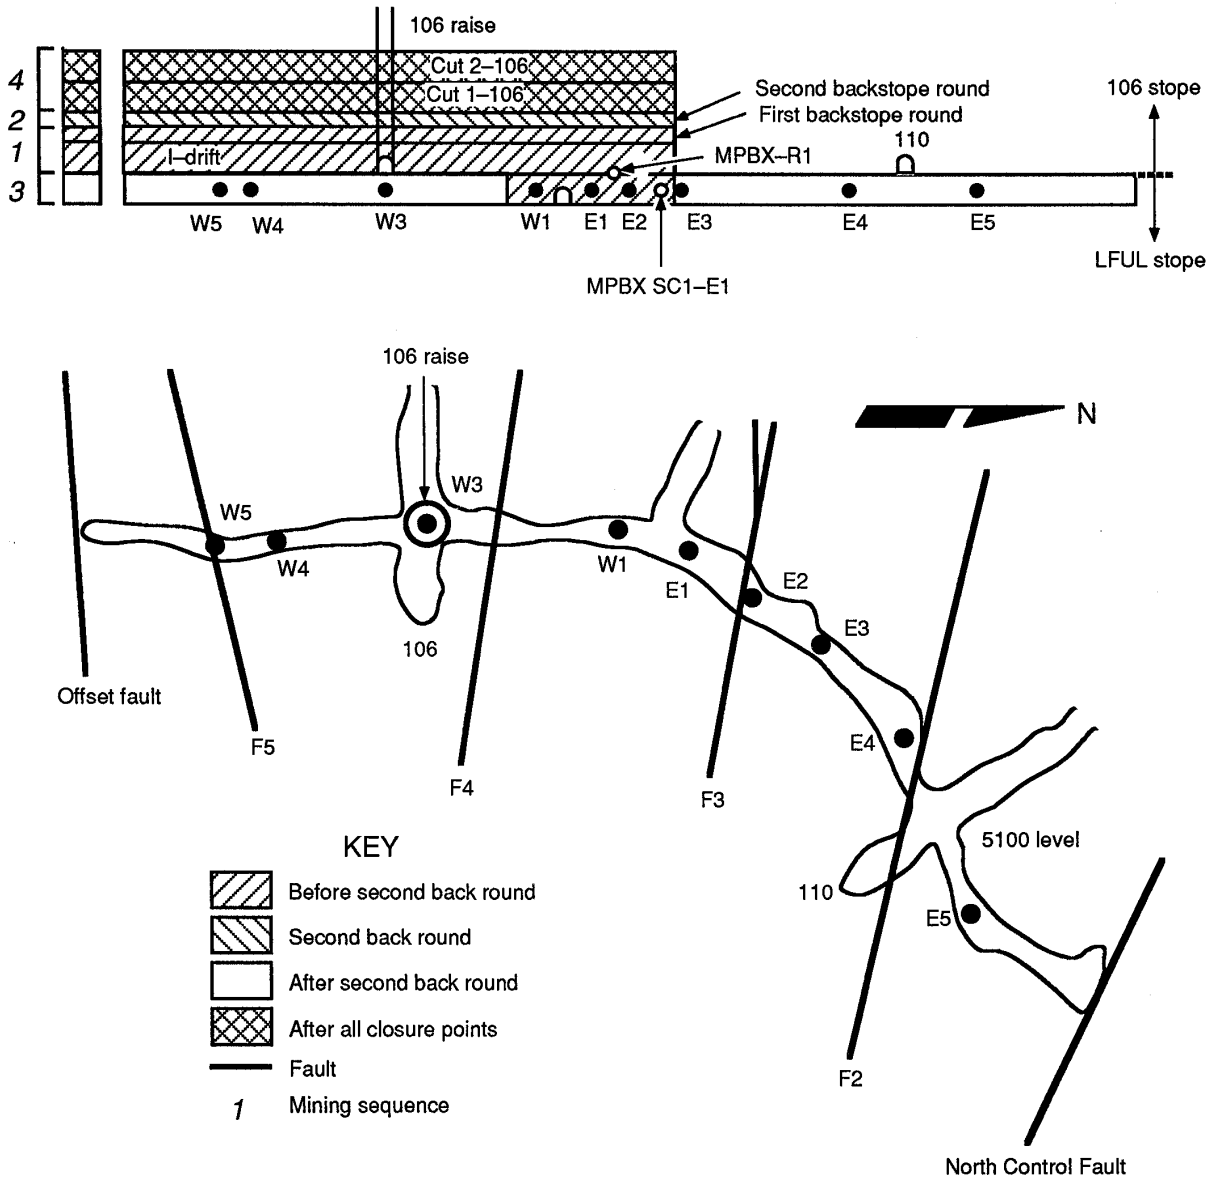 106 raise
4
Cut 2–106
Cut 1–106
Second backstope round
106 stope
2
First backstope round
110
1
I–drift
MPBX–R1
3
W5
W4
W3
W1
E1
E2
E3
E4
E5
LFUL stope
MPBX SC1–E1
106 raise
N
W3
W5
W4
W1
E1
E2
E3
106
Offset fault
F5
E4
F4
F3
5100 level
KEY
Before second back round
110
E5
Second back round
After second back round
After all closure points
Fault
F2
1 Mining sequence
North Control Fault